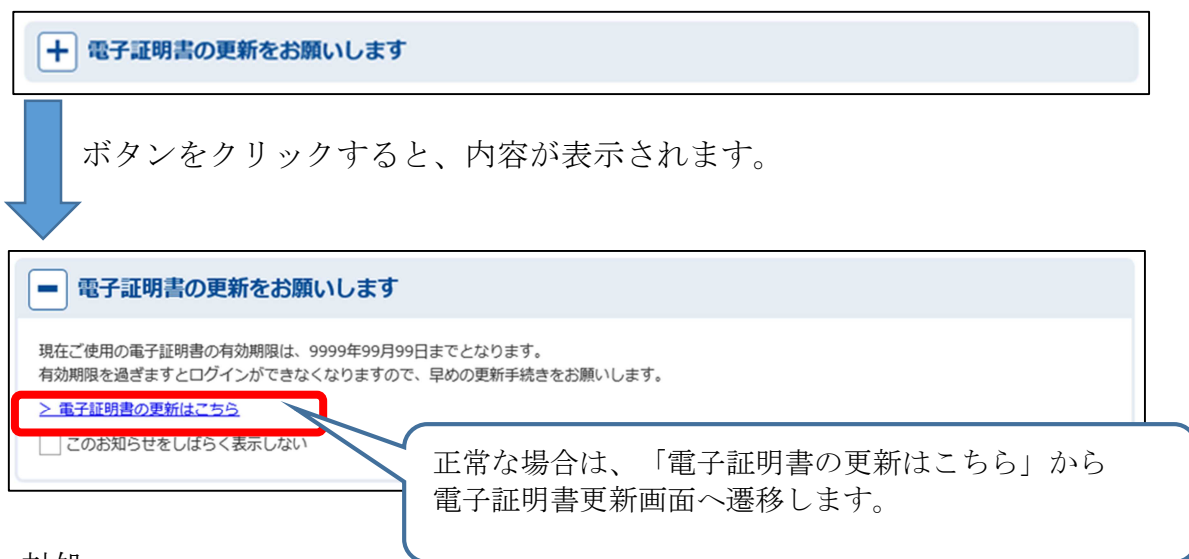 電子証明書の更新をお願いします
ボタンをクリックすると、内容が表示されます。
電子証明書の更新をお願いします
現在ご使用の電子証明書の有効期限は、9999年99月99日までとなります。
有効期限を過ぎますとログインができなくなりますので、早めの更新手続きをお願いします。
＞ 電子証明書の更新はこちら
このお知らせをしばらく表示しない
正常な場合は、「電子証明書の更新はこちら」から
電子証明書更新画面へ遷移します。